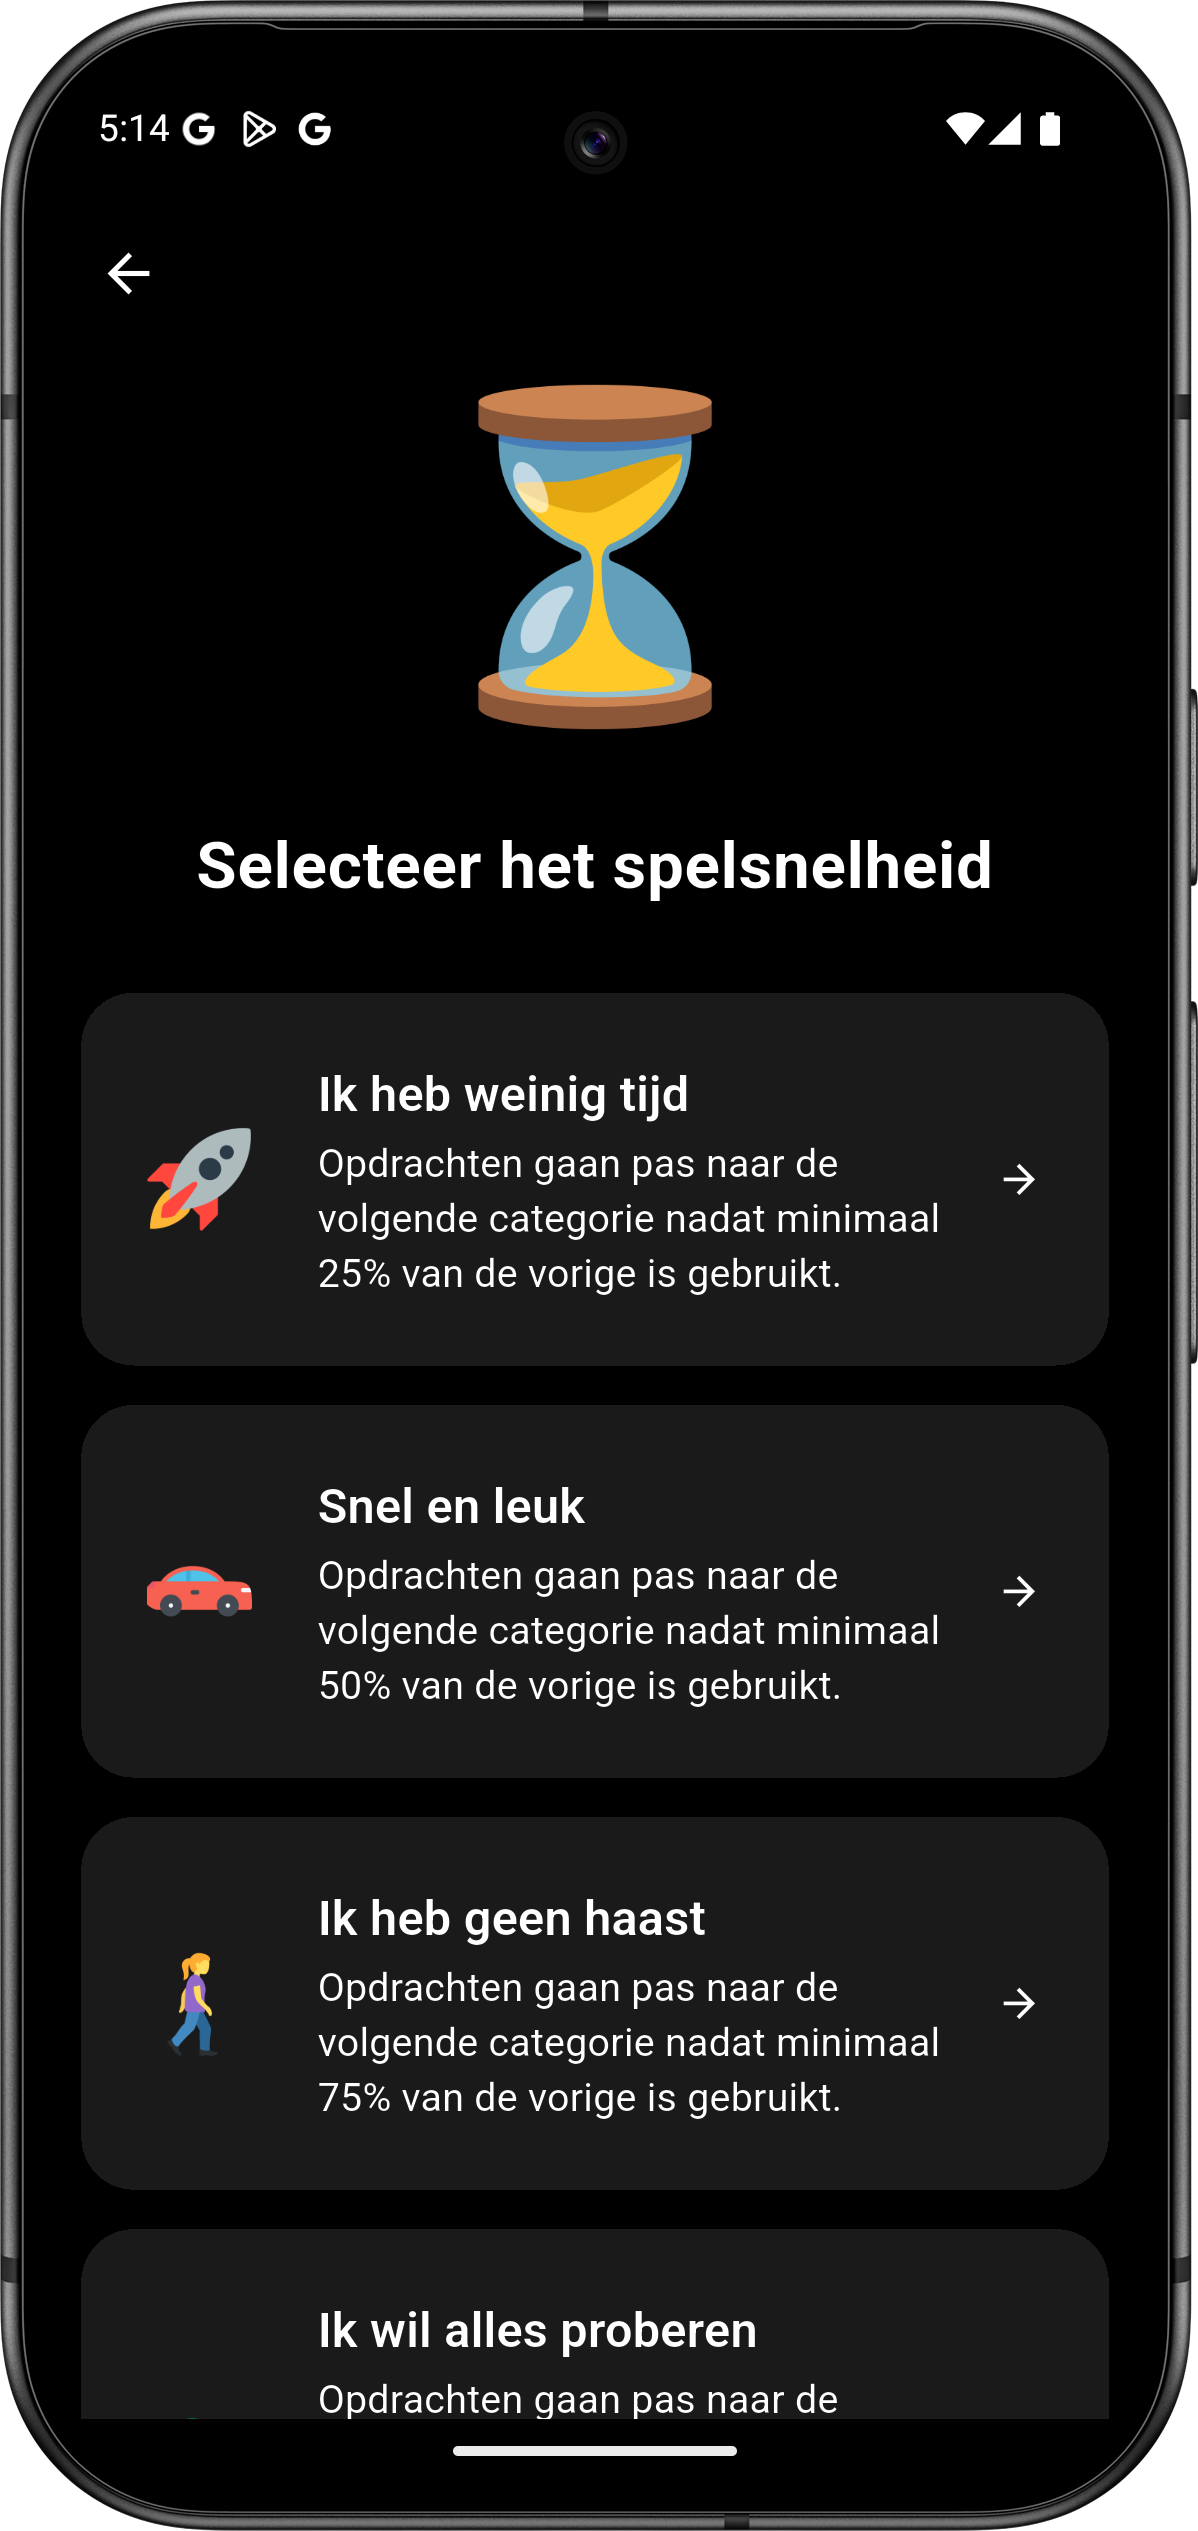 5:14
Selecteer het spelsnelheid
Ik heb weinig tijd
Opdrachten gaan pas naar de
volgende categorie nadat minimaal
25% van de vorige is gebruikt.
Snel en leuk
Opdrachten gaan pas naar de
volgende categorie nadat minimaal
50% van de vorige is gebruikt.
Ik heb geen haast
Opdrachten gaan pas naar de
volgende categorie nadat minimaal
75% van de vorige is gebruikt.
Ik wil alles proberen
Opdrachten gaan pas naar de